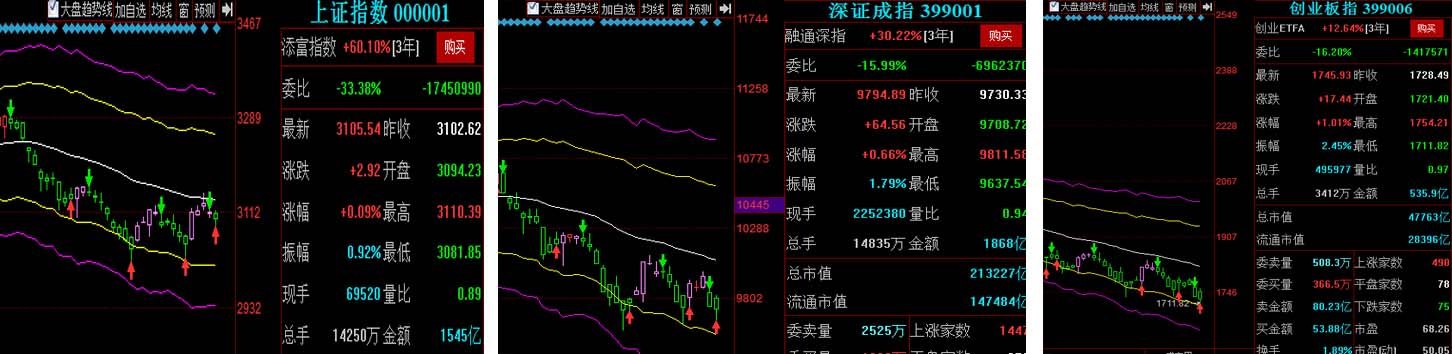 大盘趋势线 加自选 均线 窗 预测
3467
3289
3112
2932
上证指数 000001
添富指数 +60.10%[3年] 购买
委比 -33.38% -17450990
最新 3105.54 昨收 3102.62
涨跌 +2.92 开盘 3094.23
涨幅 +0.09% 最高 3110.39
振幅 0.92% 最低 3081.85
现手 69520 量比 0.89
总手 14250万 金额 1545亿
大盘趋势线 加自选 均线 窗 预测
11744
11258
10773
10445
10288
9802
深证成指 399001
融通深指 +30.22%[3年] 购买
委比 -15.99% -6962370
最新 9794.89 昨收 9730.33
涨跌 +64.56 开盘 9708.72
涨幅 +0.66% 最高 9811.58
振幅 1.79% 最低 9637.54
现手 2252380 量比 0.94
总手 14835万 金额 1868亿
总市值 213227亿
流通市值 147484亿
委卖量 2525万 上涨家数 1447
大盘趋势线 加自选 均线 窗 预测
2549
2388
2228
2067
1907
1746
1711.82
创业板指 399006
创业ETFA +12.64%[3年] 购买
委比 -16.20% -1417571
最新 1745.93 昨收 1728.49
涨跌 +17.44 开盘 1721.40
涨幅 +1.01% 最高 1754.21
振幅 2.45% 最低 1711.82
现手 495977 量比 0.97
总手 3412万 金额 535.9亿
总市值 47763亿
流通市值 28396亿
委卖量 508.3万 上涨家数 490
委买量 366.5万 平盘家数 78
卖金额 80.23亿 下跌家数 75
买金额 53.88亿 市盈 68.26
换手 1.89% 市盈(动) 50.05